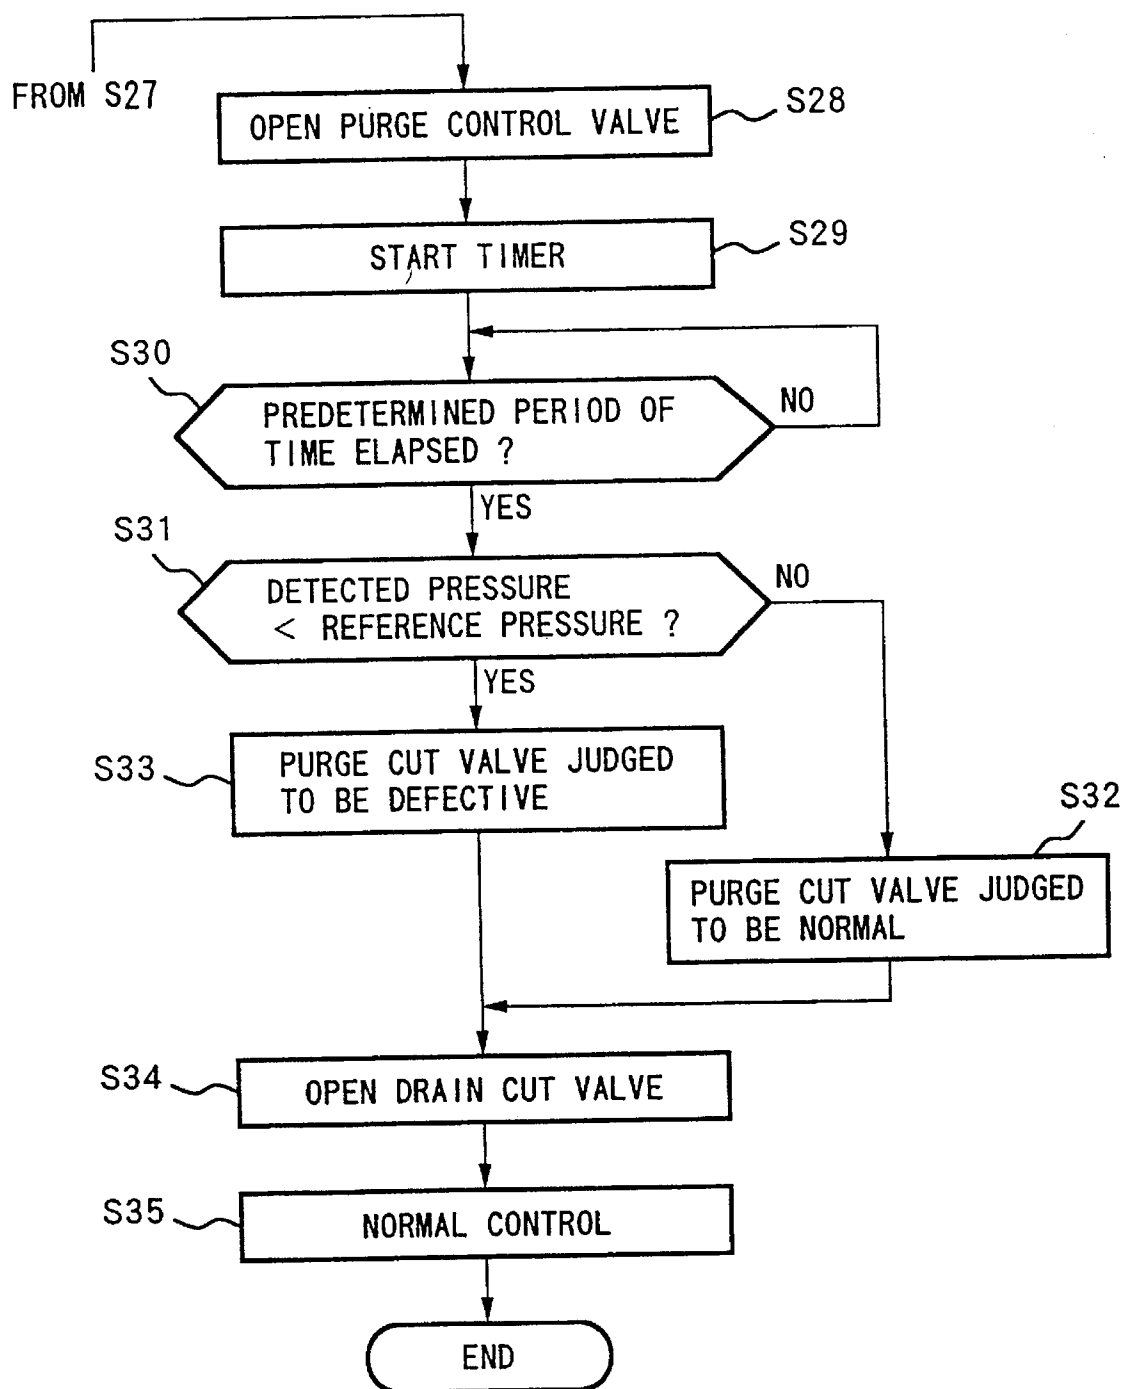 FROM S27
OPEN PURGE CONTROL VALVE
S28
START TIMER
S29
S30
PREDETERMINED PERIOD OF
TIME ELAPSED ?
NO
YES
S31
DETECTED PRESSURE
< REFERENCE PRESSURE ?
NO
YES
S33
PURGE CUT VALVE JUDGED
TO BE DEFECTIVE
S32
PURGE CUT VALVE JUDGED
TO BE NORMAL
S34
OPEN DRAIN CUT VALVE
S35
NORMAL CONTROL
END